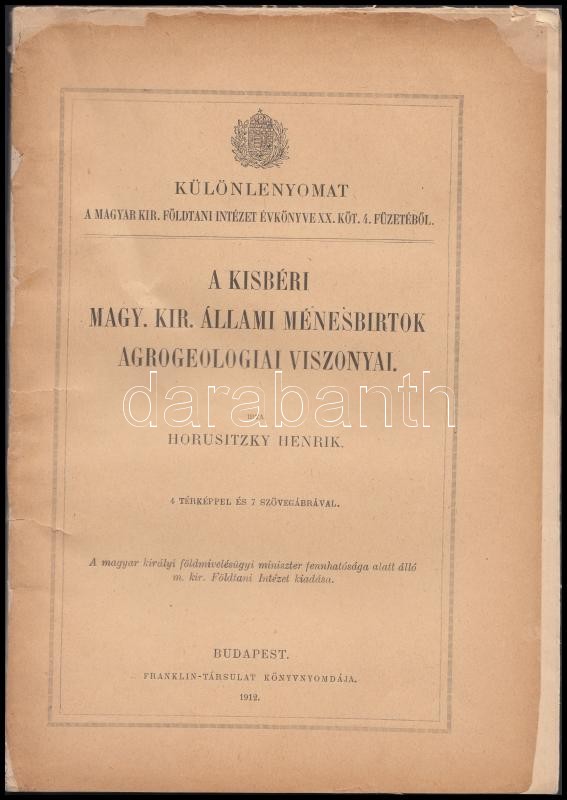 KÜLÖNLENYOMAT
A MAGYAR KIR. FÖLDTANI INTÉZET ÉVKÖNYVE XX. KÖT. 4. FÜZETÉBŐL.
A KISBÉRI
MAGY. KIR. ÁLLAMI MÉNESBIRTOK
AGROGEOLOGIAI VISZONYAI.
darabanth
IRTA
HORUSITZKY HENRIK.
4 TÉRKÉPPEL ÉS 7 SZÖVEGÁBRÁVAL.
A magyar királyi földmivelésügyi miniszter fennhatósága alatt álló
m. kir. Földtani Intézet kiadása.
BUDAPEST.
FRANKLIN-TÁRSULAT KÖNYVNYOMDÁJA.
1912.